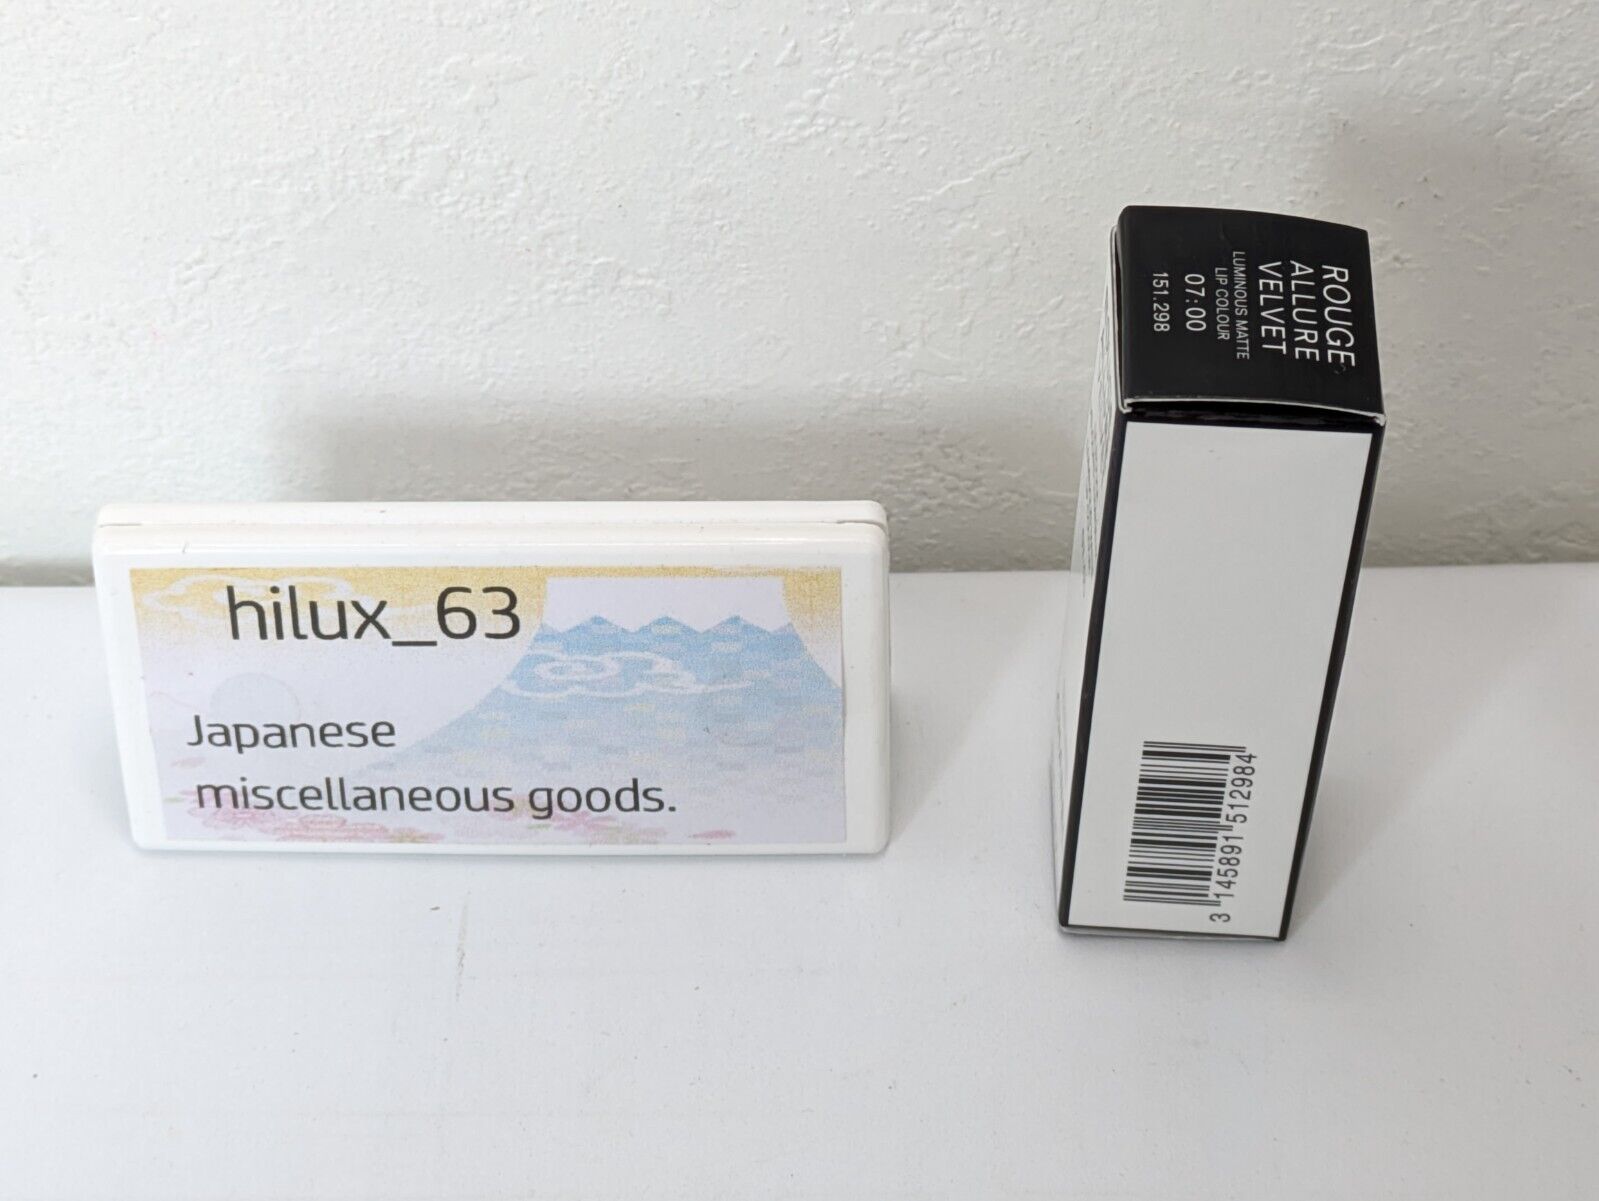 hilux_63
Japanese
miscellaneous goods.
ROUGE
ALLURE
VELVET
LUMINOUS MATTE
LIP COLOUR
07:00
151.298
3 145891 512984